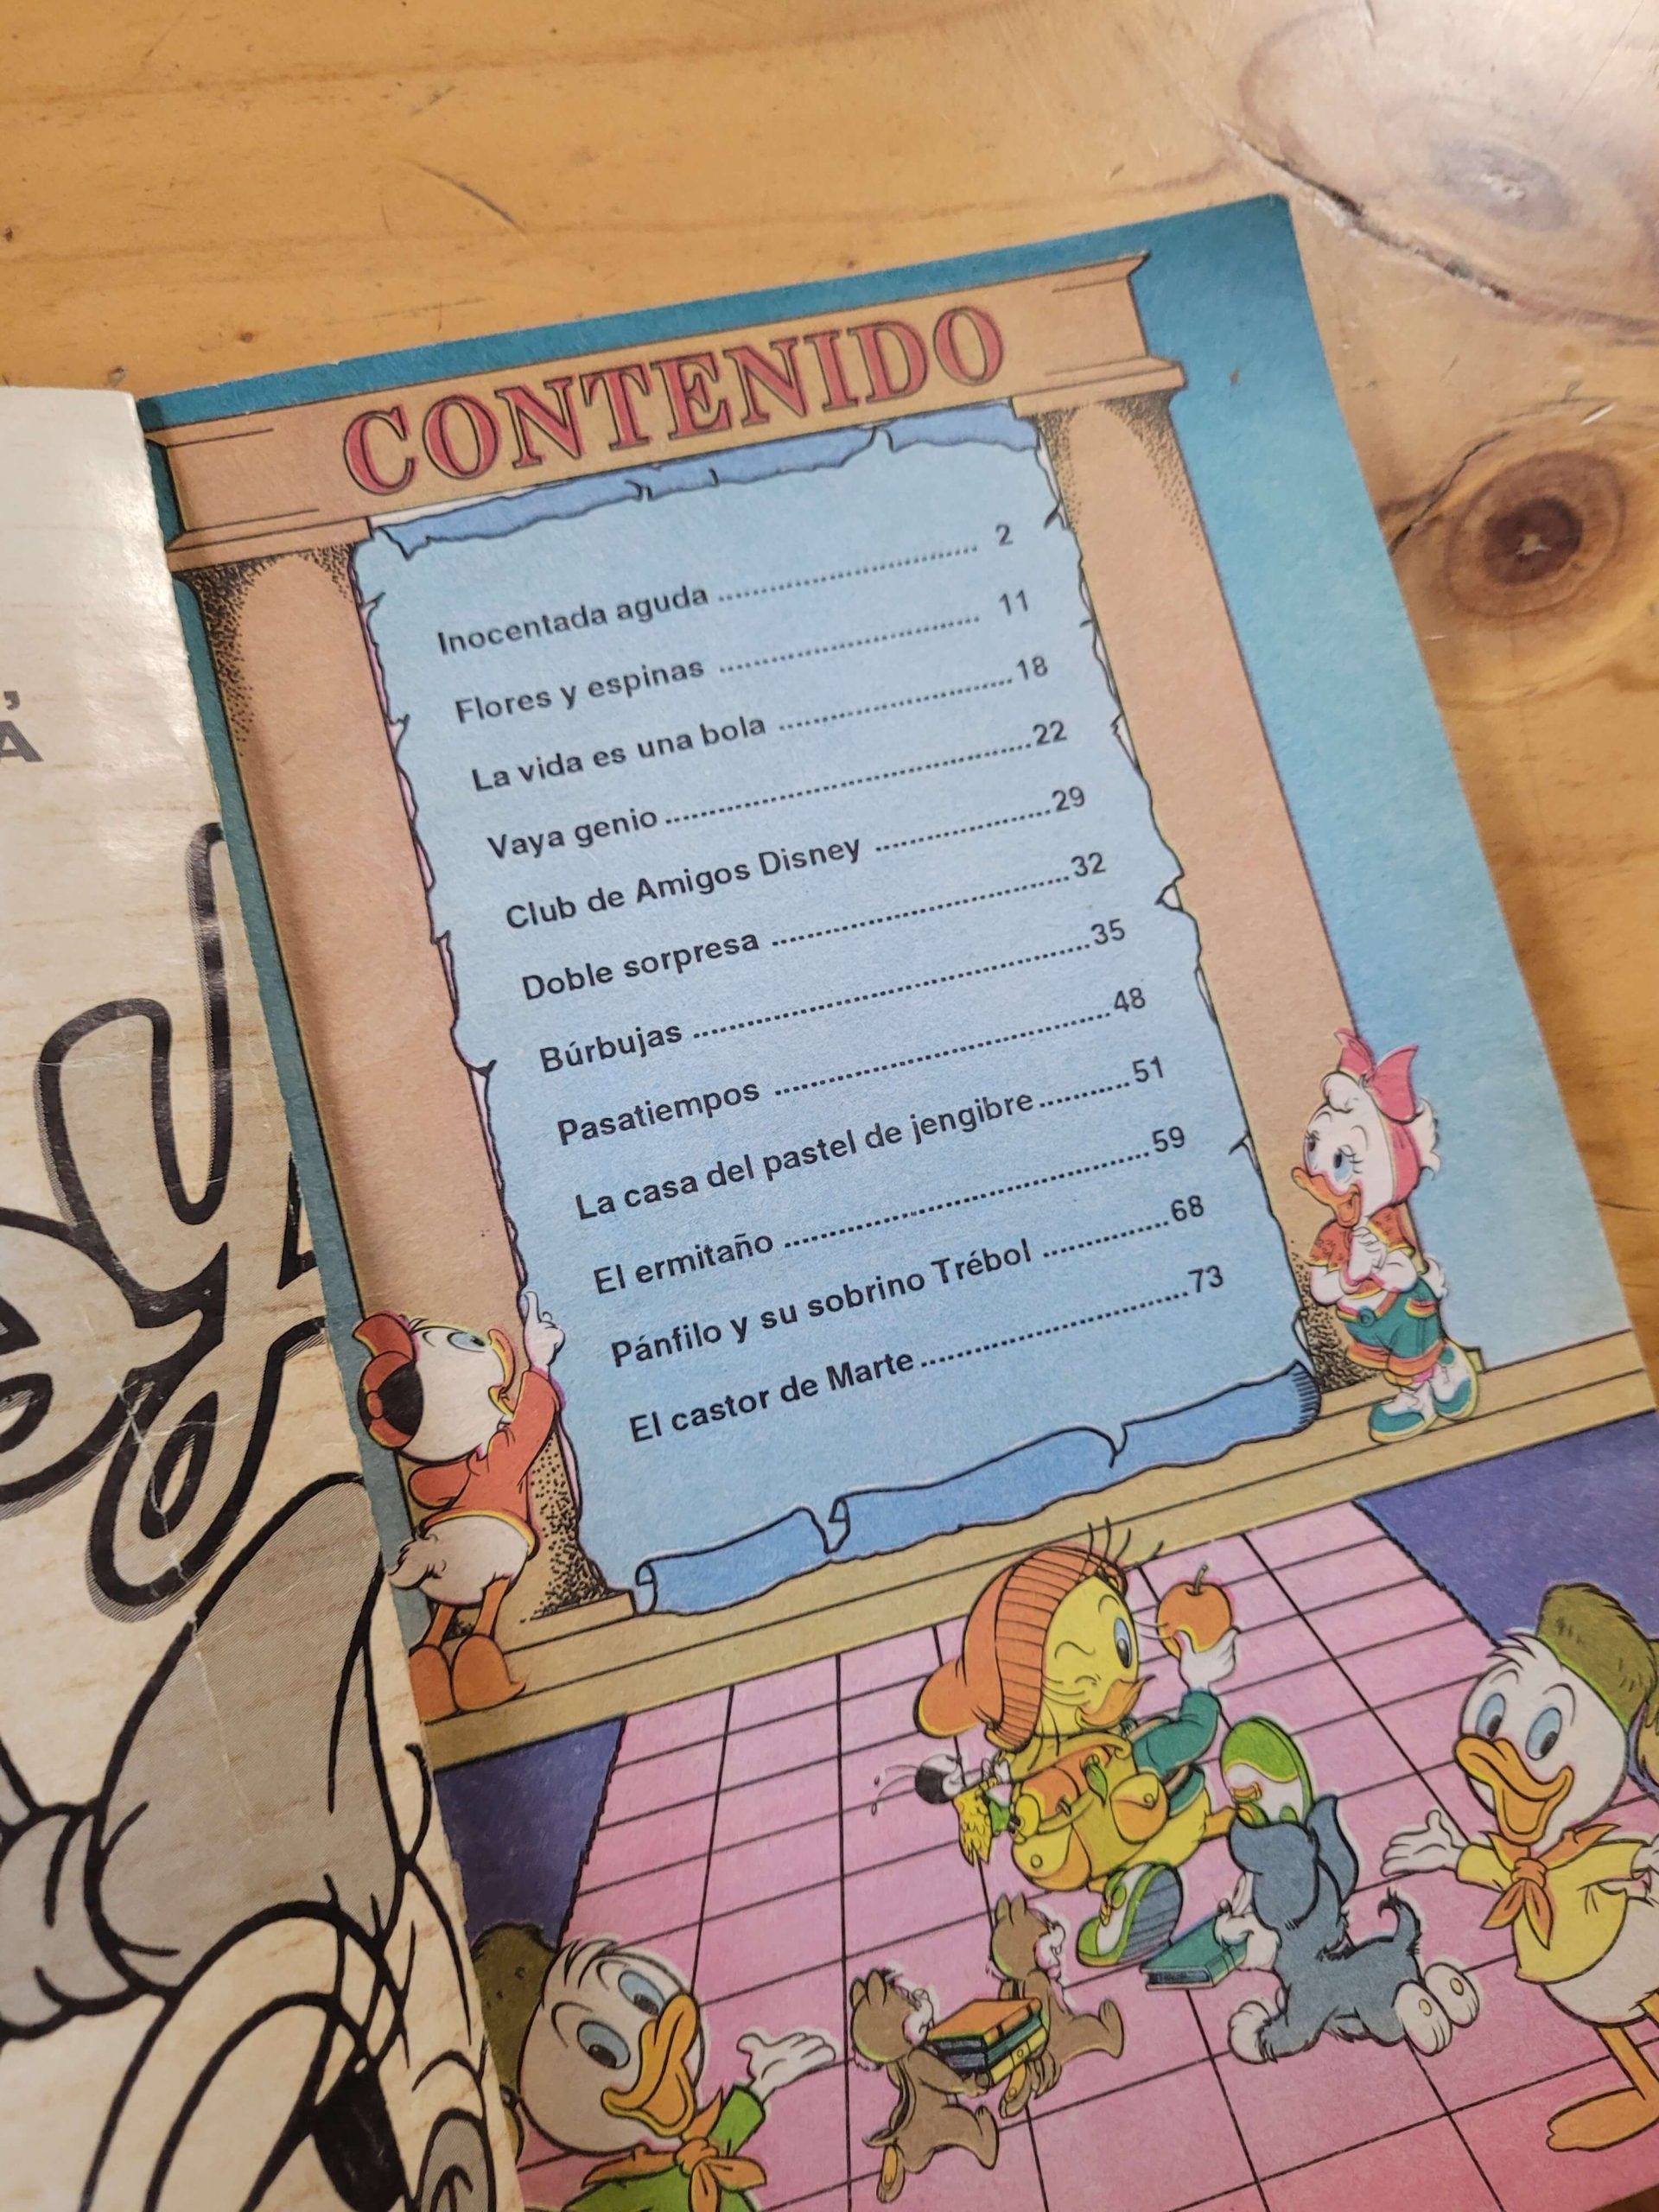 ,
A
CONTENIDO
Inocentada aguda .............................. 2
Flores y espinas .............................. 11
La vida es una bola ...........................18
Vaya genio ..........................................22
Club de Amigos Disney ....................29
Doble sorpresa ..................................32
Búrbujas .............................................35
Pasatiempos ......................................48
La casa del pastel de jengibre..........51
El ermitaño .........................................59
Pánfilo y su sobrino Trébol ..............68
El castor de Marte ..............................73